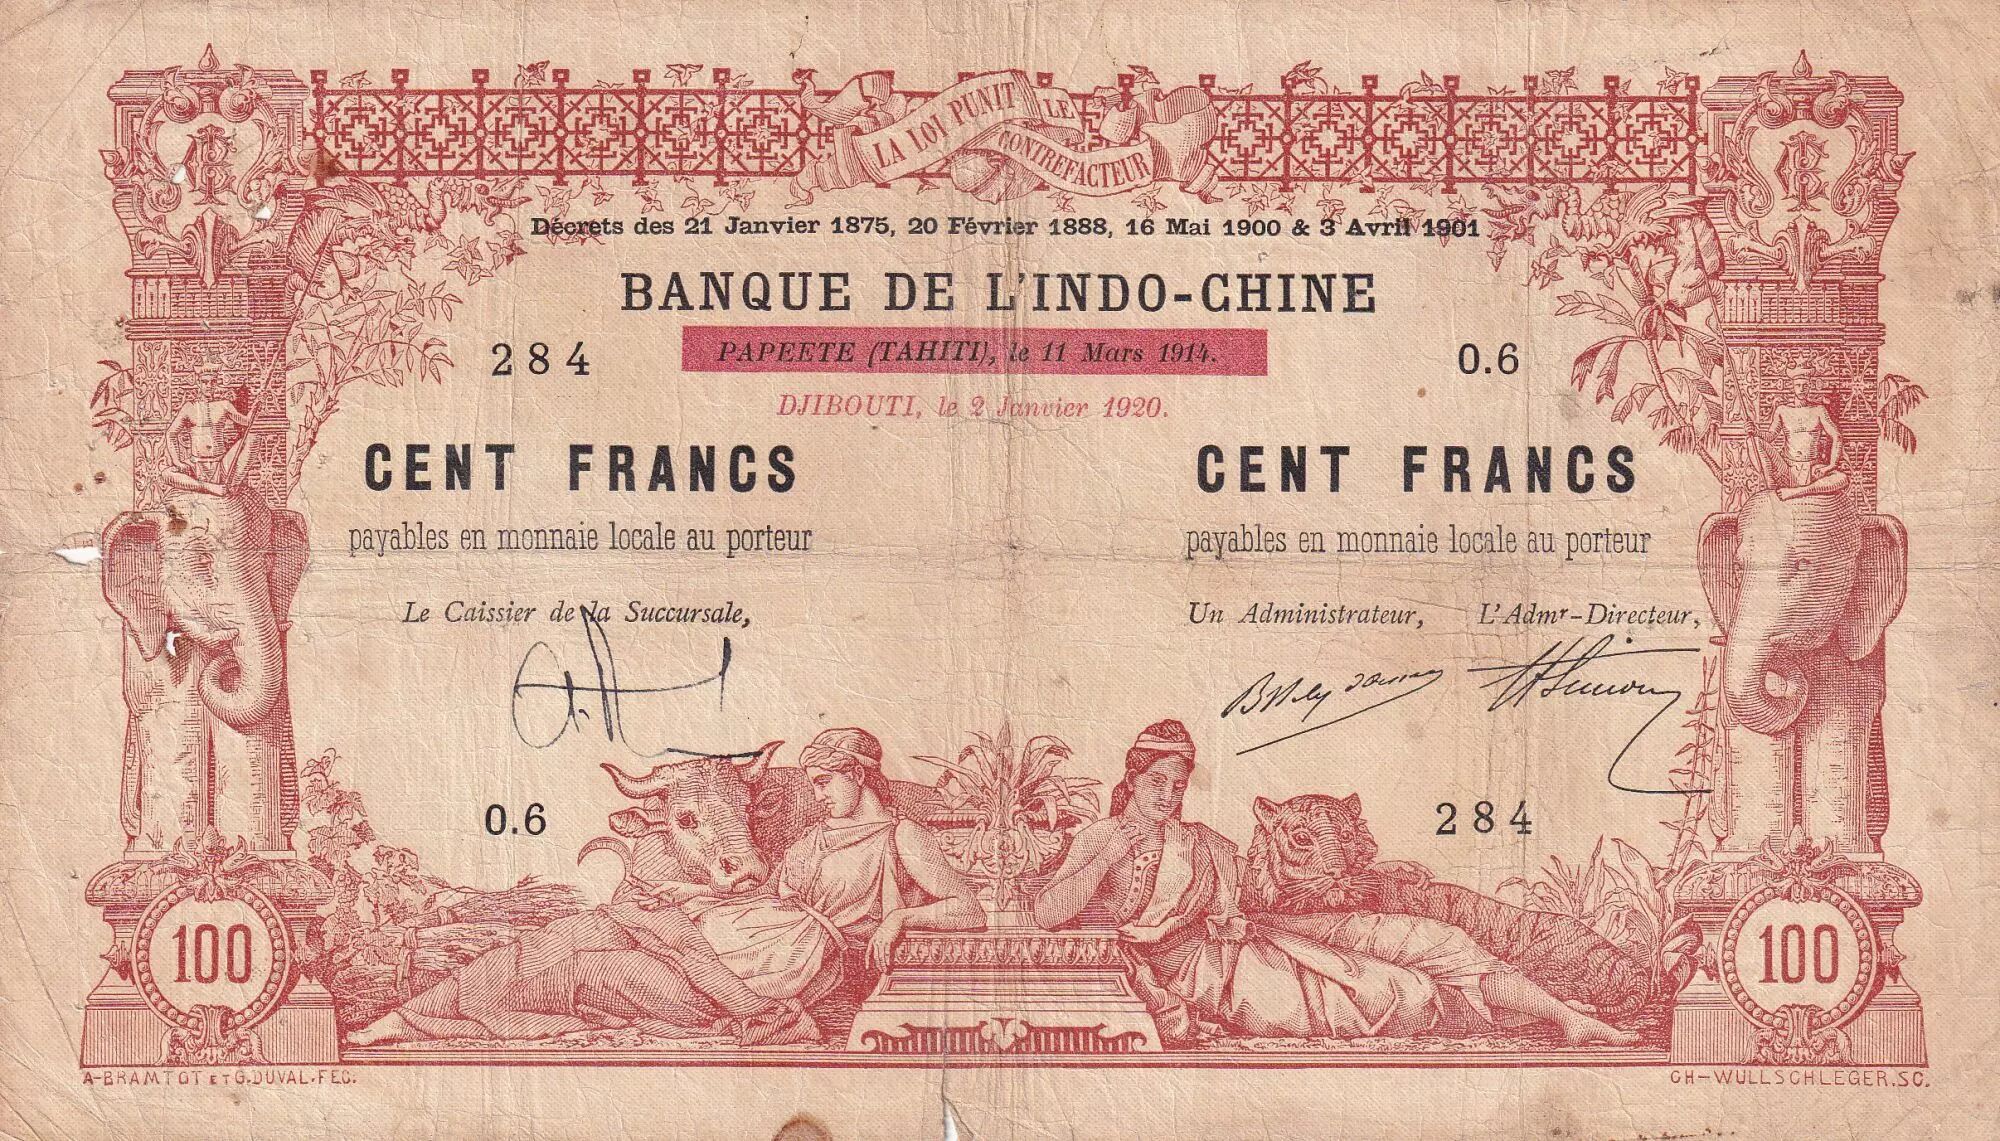 LA LOI PUNIT LE
CONTREFACTEUR
Décrets des 21 Janvier 1875, 20 Février 1888, 16 Mai 1900 & 3 Avril 1901
BANQUE DE L'INDO-CHINE
284 PAPEETE (TAHITI), le 11 Mars 1914. 0.6
DJIBOUTI, le 2 Janvier 1920.
CENT FRANCS CENT FRANCS
payables en monnaie locale au porteur payables en monnaie locale au porteur
Le Caissier de la Succursale, Un Administrateur, L'Admr-Directeur,
0.6 284
100 100
A-BRAMTOT ET G.DUVAL.FEC. CH-WULLSCHLEGER.SC.